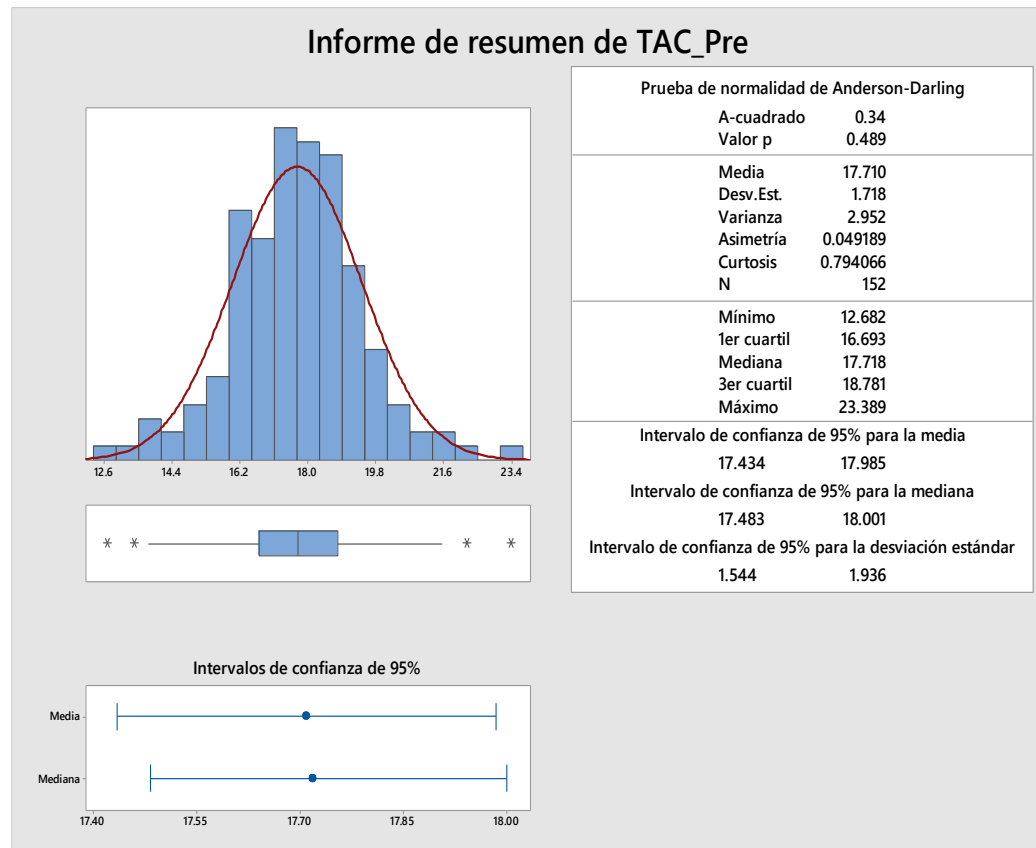 Informe de resumen de TAC_Pre
12.6 14.4 16.2 18.0 19.8 21.6 23.4
* * * *
Intervalos de confianza de 95%
Media
Mediana
17.40 17.55 17.70 17.85 18.00
Prueba de normalidad de Anderson-Darling
A-cuadrado 0.34
Valor p 0.489
Media 17.710
Desv.Est. 1.718
Varianza 2.952
Asimetría 0.049189
Curtosis 0.794066
N 152
Mínimo 12.682
1er cuartil 16.693
Mediana 17.718
3er cuartil 18.781
Máximo 23.389
Intervalo de confianza de 95% para la media
17.434 17.985
Intervalo de confianza de 95% para la mediana
17.483 18.001
Intervalo de confianza de 95% para la desviación estándar
1.544 1.936